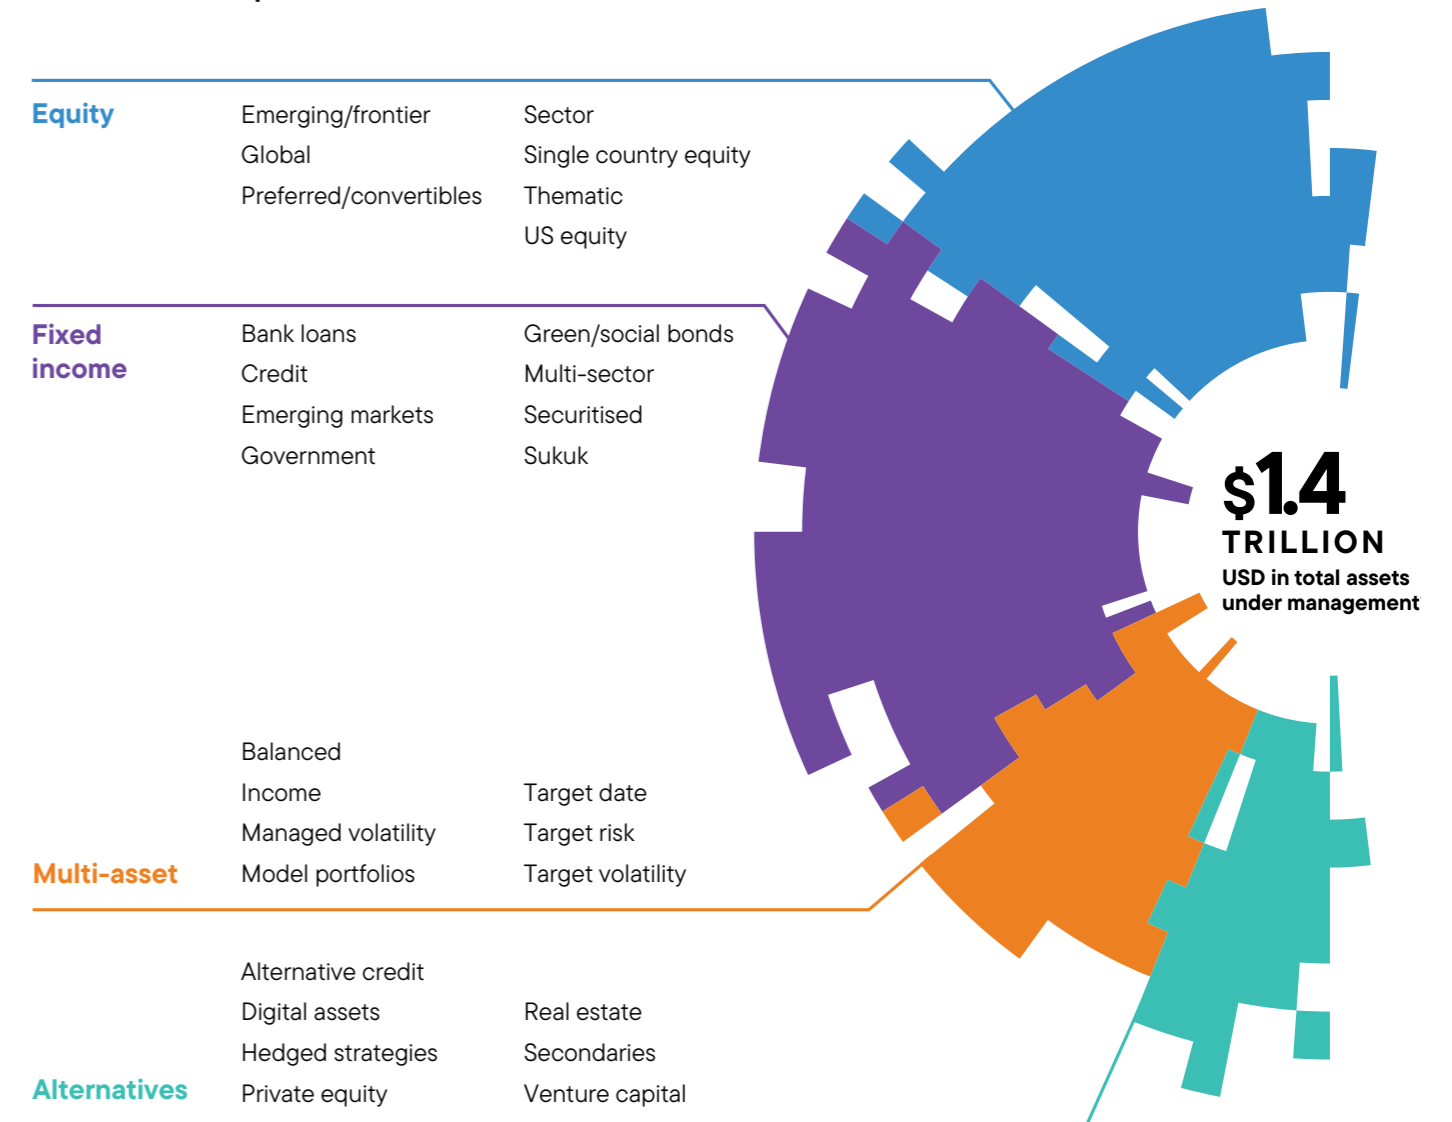 Equity
Emerging/frontier
Global
Preferred/convertibles
Sector
Single country equity
Thematic
US equity
Fixed
income
Bank loans
Credit
Emerging markets
Government
Green/social bonds
Multi-sector
Securitised
Sukuk
$1.4
TRILLION
USD in total assets
under management
Multi-asset
Balanced
Income
Managed volatility
Model portfolios
Target date
Target risk
Target volatility
Alternatives
Alternative credit
Digital assets
Hedged strategies
Private equity
Real estate
Secondaries
Venture capital